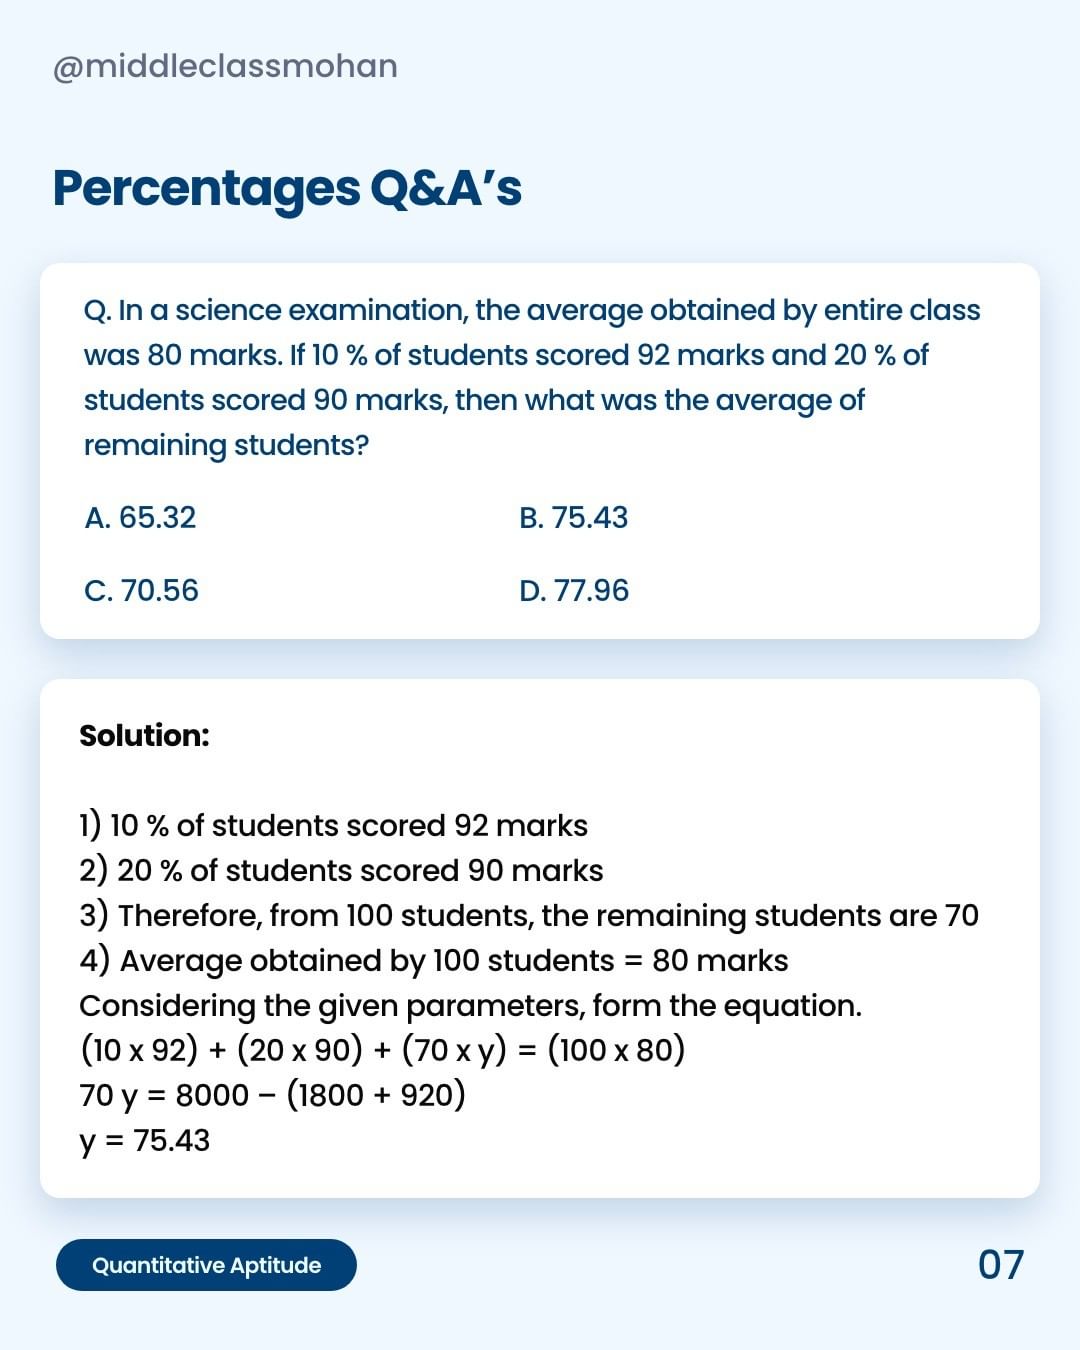 @middleclassmohan
Percentages Q&A’s
Q. In a science examination, the average obtained by entire class
was 80 marks. If 10 % of students scored 92 marks and 20 % of
students scored 90 marks, then what was the average of
remaining students?
A. 65.32
B. 75.43
C. 70.56
D. 77.96
Solution:
1) 10 % of students scored 92 marks
2) 20 % of students scored 90 marks
3) Therefore, from 100 students, the remaining students are 70
4) Average obtained by 100 students = 80 marks
Considering the given parameters, form the equation.
(10 x 92) + (20 x 90) + (70 x y) = (100 x 80)
70 y = 8000 – (1800 + 920)
y = 75.43
Quantitative Aptitude
07